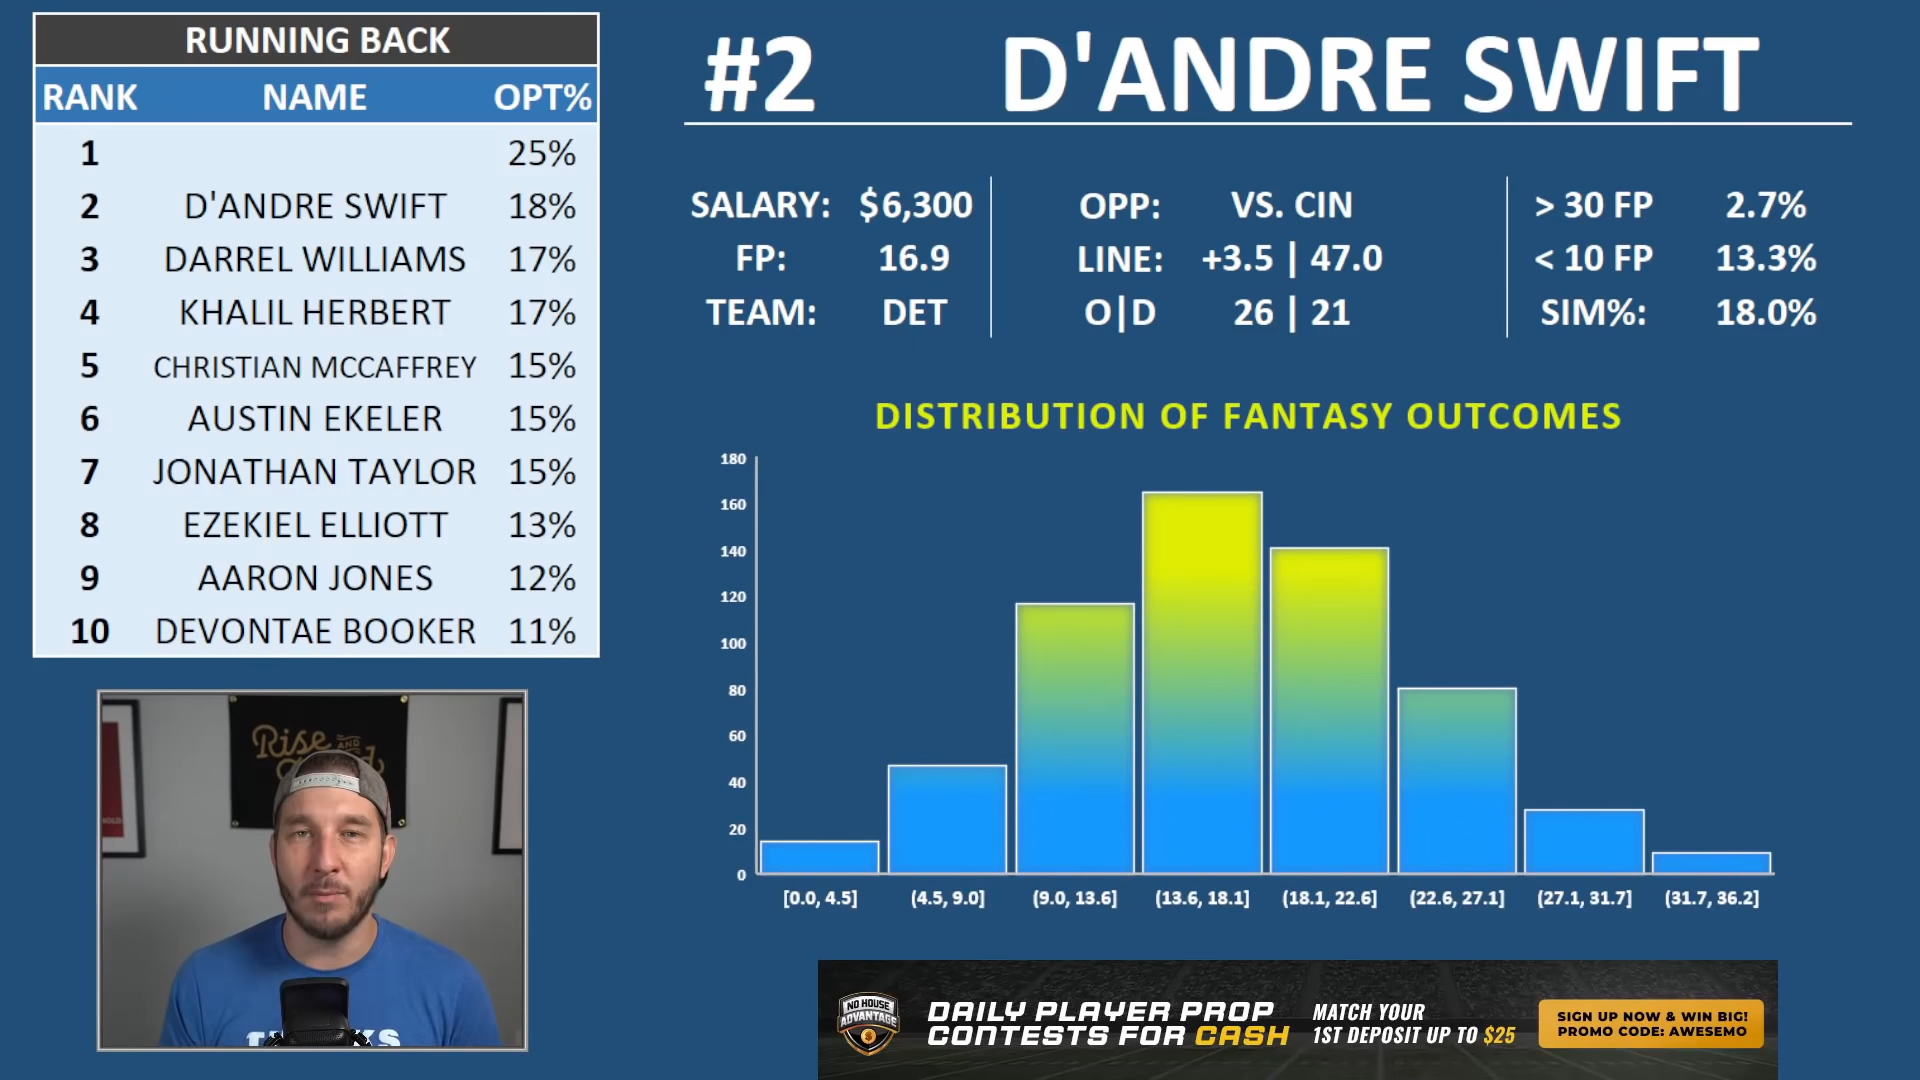 RUNNING BACK
RANK NAME OPT%
1 25%
2 D'ANDRE SWIFT 18%
3 DARREL WILLIAMS 17%
4 KHALIL HERBERT 17%
5 CHRISTIAN MCCAFFREY 15%
6 AUSTIN EKELER 15%
7 JONATHAN TAYLOR 15%
8 EZEKIEL ELLIOTT 13%
9 AARON JONES 12%
10 DEVONTAE BOOKER 11%
#2 D'ANDRE SWIFT
SALARY: $6,300
FP: 16.9
TEAM: DET
OPP: VS. CIN
LINE: +3.5 | 47.0
O|D 26 | 21
> 30 FP 2.7%
< 10 FP 13.3%
SIM%: 18.0%
DISTRIBUTION OF FANTASY OUTCOMES
180
160
140
120
100
80
60
40
20
0
[0.0, 4.5] (4.5, 9.0] (9.0, 13.6] (13.6, 18.1] (18.1, 22.6] (22.6, 27.1] (27.1, 31.7] (31.7, 36.2]
Rise AND
NO HOUSE
ADVANTAGE
DAILY PLAYER PROP
CONTESTS FOR CASH
MATCH YOUR
1ST DEPOSIT UP TO $25
SIGN UP NOW & WIN BIG!
PROMO CODE: AWESEMO